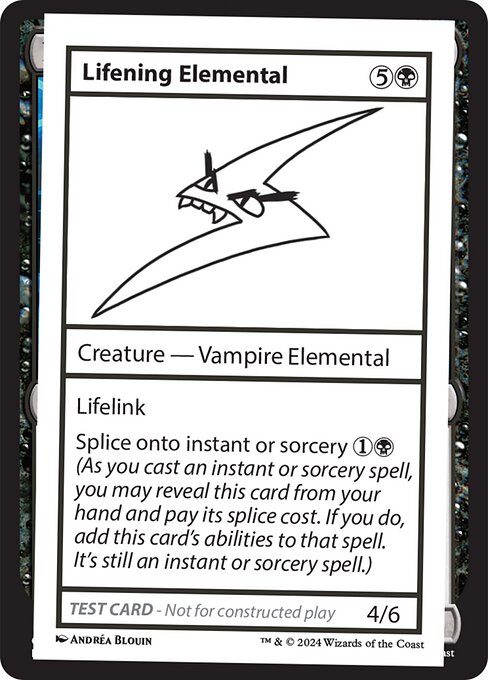 Lifening Elemental 5
Creature — Vampire Elemental
Lifelink
Splice onto instant or sorcery 1
(As you cast an instant or sorcery spell,
you may reveal this card from your
hand and pay its splice cost. If you do,
add this card's abilities to that spell.
It's still an instant or sorcery spell.)
TEST CARD - Not for constructed play 4/6
ANDRÉA BLOUIN ™ & © 2024 Wizards of the Coast